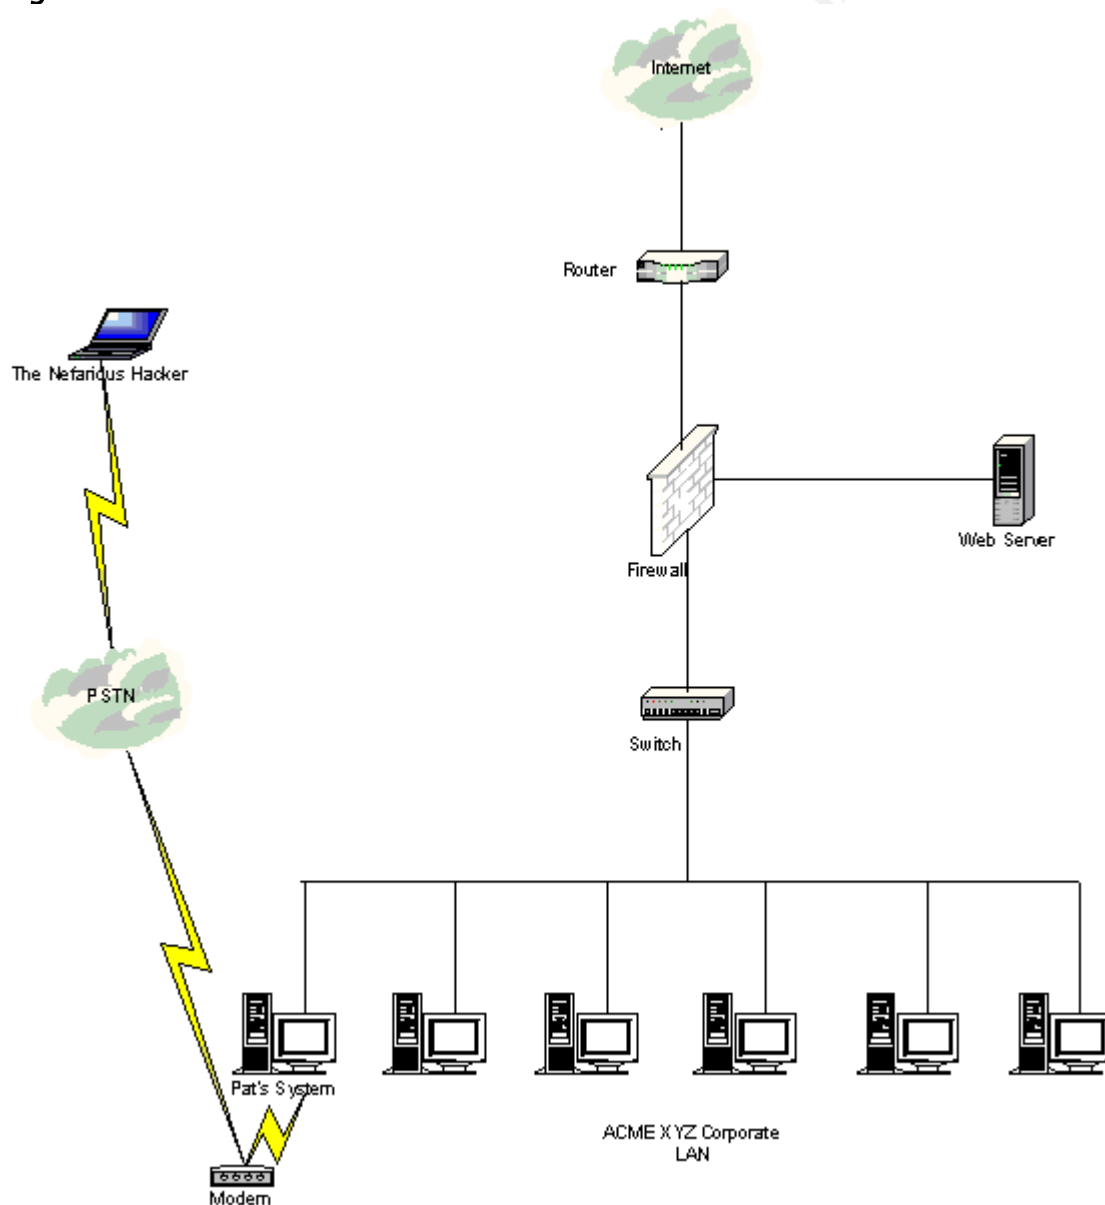 Internet
Router
The Nefarious Hacker
Web Server
Firewall
PSTN
Switch
Pat's System
ACME XYZ Corporate
LAN
Modem